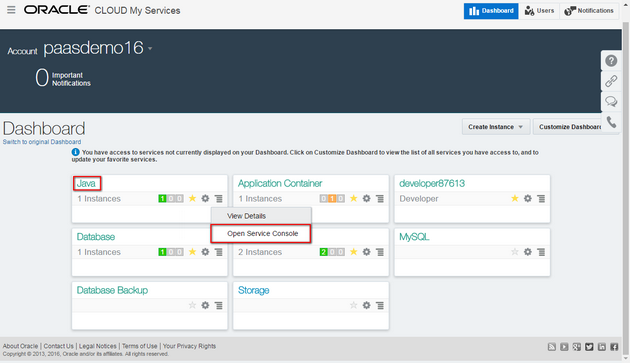 ORACLE CLOUD My Services
Dashboard Users Notifications
Account paasdemo16
0 Important
Notifications
Dashboard
Switch to original Dashboard
Create Instance Customize Dashboard
You have access to services not currently displayed on your Dashboard. Click on Customize Dashboard to view the list of all services you have access to, and to
update your favorite services.
Java
1 Instances 1 0 0
Application Container
1 Instances 0 1 0
developer87613
Developer
View Details
Open Service Console
Database
1 Instances 1 0 0
2 Instances 2 0 0
MySQL
Database Backup
Storage
About Oracle | Contact Us | Legal Notices | Terms of Use | Your Privacy Rights
Copyright © 2013, 2016, Oracle and/or its affiliates. All rights reserved.